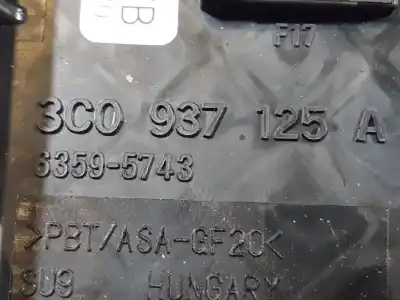 F17
3C0 937 125 A
6359-5743
>PBT/ASA-GF20<
SU9 HUNGARY